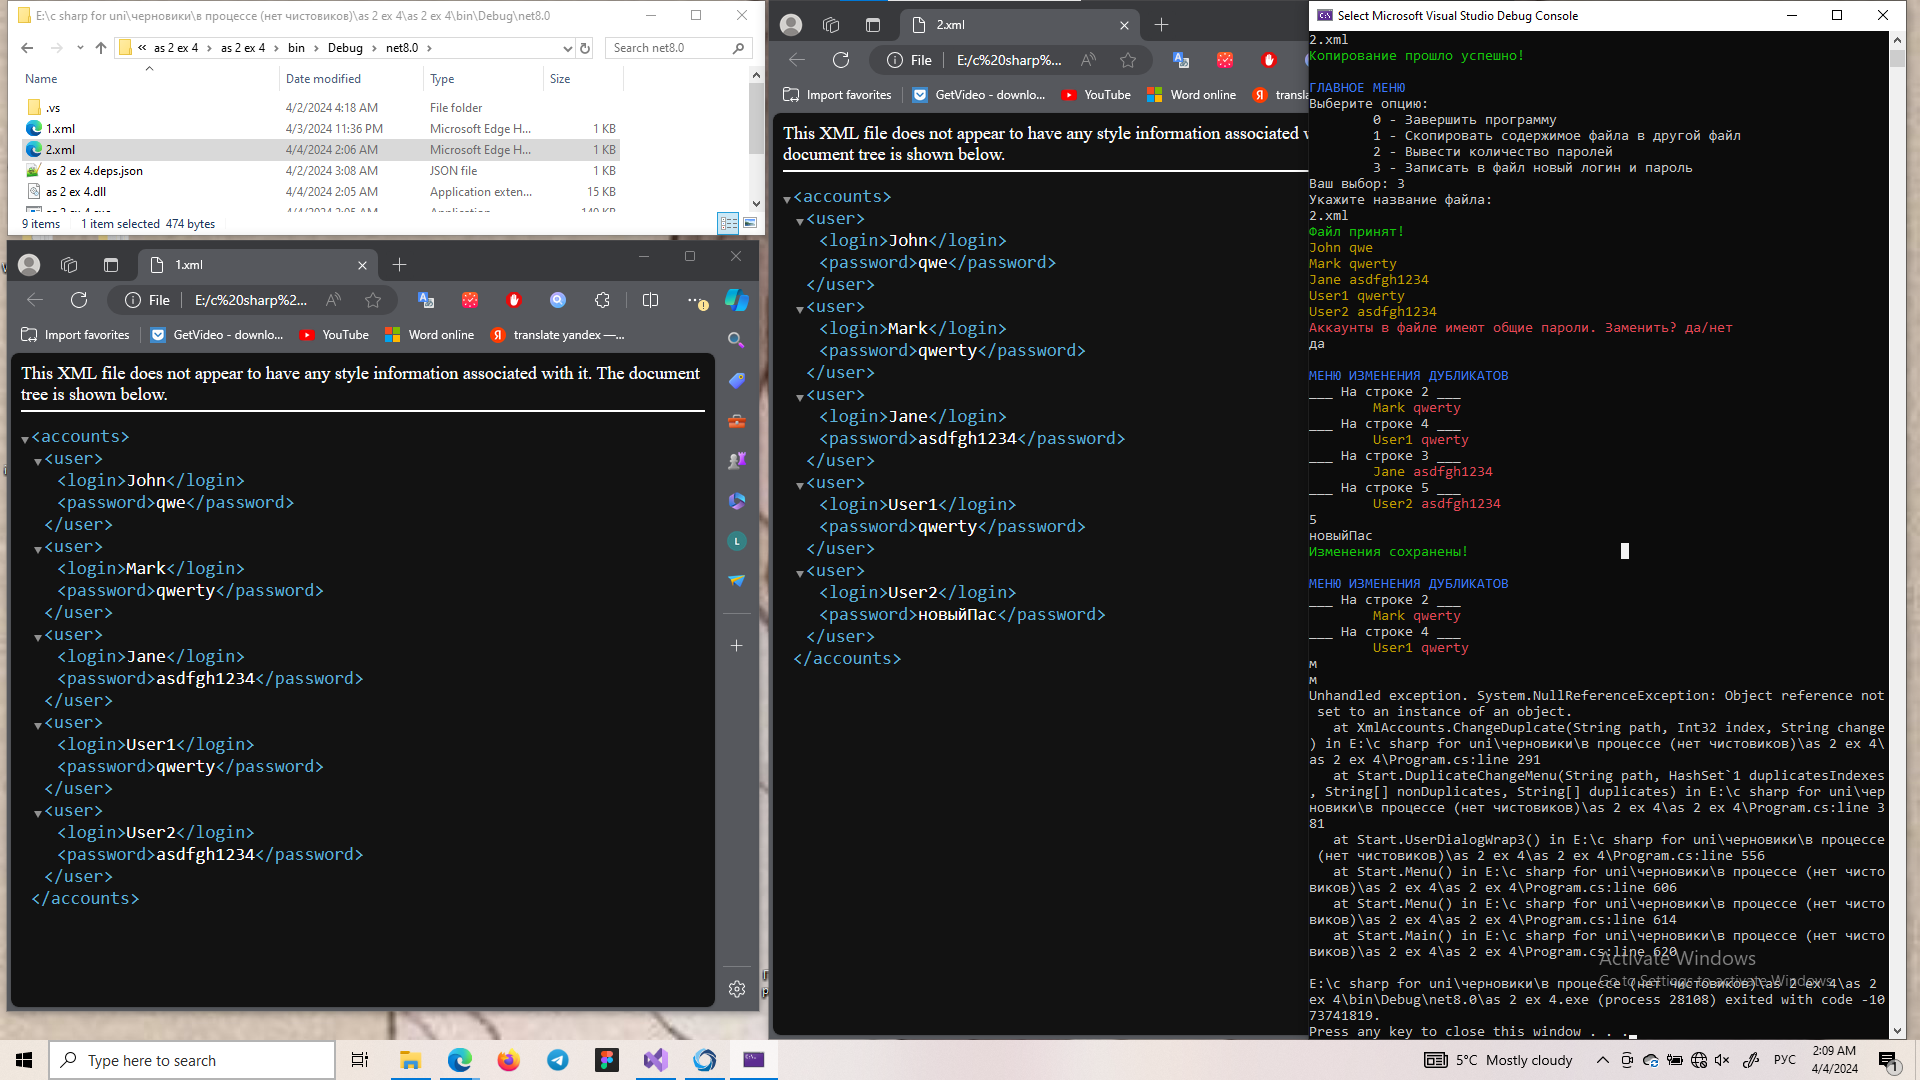 E:\c sharp for uni\черновики\в процессе (нет чистовиков)\as 2 ex 4\as 2 ex 4\bin\Debug\net8.0
« as 2 ex 4 › as 2 ex 4 › bin › Debug › net8.0 ›
Search net8.0
Name Date modified Type Size
.vs 4/2/2024 4:18 AM File folder
1.xml 4/3/2024 11:36 PM Microsoft Edge H... 1 KB
2.xml 4/4/2024 2:06 AM Microsoft Edge H... 1 KB
as 2 ex 4.deps.json 4/2/2024 3:08 AM JSON file 1 KB
as 2 ex 4.dll 4/4/2024 2:05 AM Application exten... 15 KB
9 items 1 item selected 474 bytes
1.xml
File E:/c%20sharp%2...
Import favorites GetVideo - downlo... YouTube Word online translate yandex —...
This XML file does not appear to have any style information associated with it. The document
tree is shown below.
<accounts>
<user>
<login>John</login>
<password>qwe</password>
</user>
<user>
<login>Mark</login>
<password>qwerty</password>
</user>
<user>
<login>Jane</login>
<password>asdfgh1234</password>
</user>
<user>
<login>User1</login>
<password>qwerty</password>
</user>
<user>
<login>User2</login>
<password>asdfgh1234</password>
</user>
</accounts>
L
2.xml
File E:/c%20sharp%...
Import favorites GetVideo - downlo... YouTube Word online transla
This XML file does not appear to have any style information associated
document tree is shown below.
<accounts>
<user>
<login>John</login>
<password>qwe</password>
</user>
<user>
<login>Mark</login>
<password>qwerty</password>
</user>
<user>
<login>Jane</login>
<password>asdfgh1234</password>
</user>
<user>
<login>User1</login>
<password>qwerty</password>
</user>
<user>
<login>User2</login>
<password>новыйПас</password>
</user>
</accounts>
Select Microsoft Visual Studio Debug Console
2.xml
Копирование прошло успешно!
ГЛАВНОЕ МЕНЮ
Выберите опцию:
0 - Завершить программу
1 - Скопировать содержимое файла в другой файл
2 - Вывести количество паролей
3 - Записать в файл новый логин и пароль
Ваш выбор: 3
Укажите название файла:
2.xml
Файл принят!
John qwe
Mark qwerty
Jane asdfgh1234
User1 qwerty
User2 asdfgh1234
Аккаунты в файле имеют общие пароли. Заменить? да/нет
да
МЕНЮ ИЗМЕНЕНИЯ ДУБЛИКАТОВ
___ На строке 2 ___
Mark qwerty
___ На строке 4 ___
User1 qwerty
___ На строке 3 ___
Jane asdfgh1234
___ На строке 5 ___
User2 asdfgh1234
5
новыйПас
Изменения сохранены!
МЕНЮ ИЗМЕНЕНИЯ ДУБЛИКАТОВ
___ На строке 2 ___
Mark qwerty
___ На строке 4 ___
User1 qwerty
м
м
Unhandled exception. System.NullReferenceException: Object reference not
set to an instance of an object.
at XmlAccounts.ChangeDuplcate(String path, Int32 index, String change
) in E:\c sharp for uni\черновики\в процессе (нет чистовиков)\as 2 ex 4\
as 2 ex 4\Program.cs:line 291
at Start.DuplicateChangeMenu(String path, HashSet`1 duplicatesIndexes
, String[] nonDuplicates, String[] duplicates) in E:\c sharp for uni\чер
новики\в процессе (нет чистовиков)\as 2 ex 4\as 2 ex 4\Program.cs:line 3
81
at Start.UserDialogWrap3() in E:\c sharp for uni\черновики\в процессе
(нет чистовиков)\as 2 ex 4\as 2 ex 4\Program.cs:line 556
at Start.Menu() in E:\c sharp for uni\черновики\в процессе (нет чисто
виков)\as 2 ex 4\as 2 ex 4\Program.cs:line 606
at Start.Menu() in E:\c sharp for uni\черновики\в процессе (нет чисто
виков)\as 2 ex 4\as 2 ex 4\Program.cs:line 614
at Start.Main() in E:\c sharp for uni\черновики\в процессе (нет чисто
виков)\as 2 ex 4\as 2 ex 4\Program.cs:line 620
Activate Windows
Go to Settings to activate Windows.
E:\c sharp for uni\черновики\в процессе (нет чистовиков)\as 2 ex 4\as 2
ex 4\bin\Debug\net8.0\as 2 ex 4.exe (process 28108) exited with code -10
73741819.
Press any key to close this window . . .
Type here to search
5°C Mostly cloudy
РУС
2:09 AM
4/4/2024
1